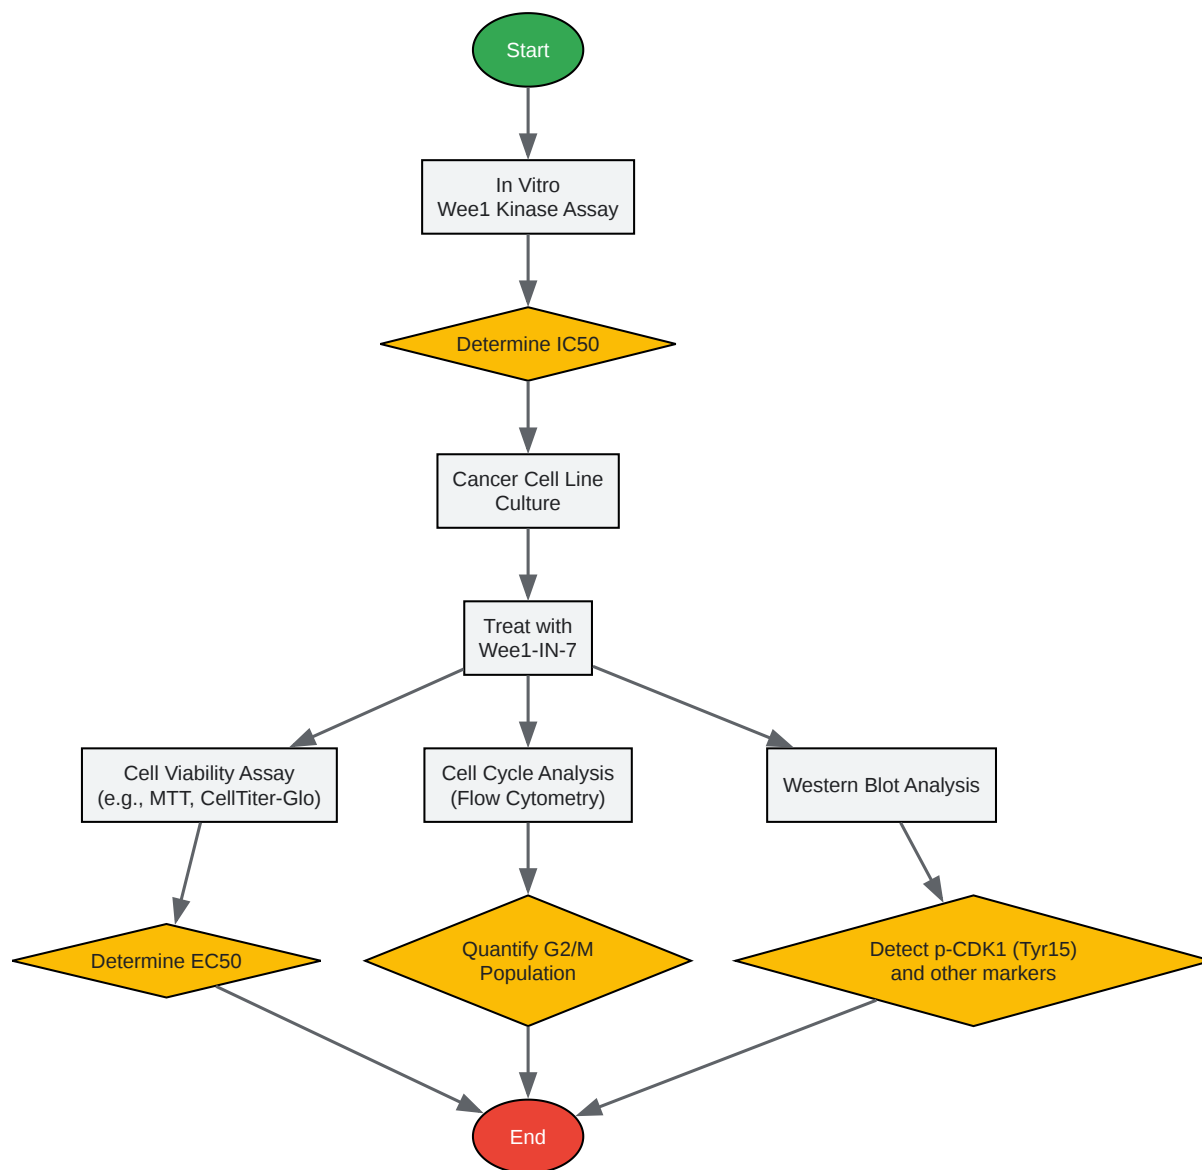 Start
In Vitro
Wee1 Kinase Assay
Determine IC50
Cancer Cell Line
Culture
Treat with
Wee1-IN-7
Cell Viability Assay
(e.g., MTT, CellTiter-Glo)
Cell Cycle Analysis
(Flow Cytometry)
Western Blot Analysis
Determine EC50
Quantify G2/M
Population
Detect p-CDK1 (Tyr15)
and other markers
End